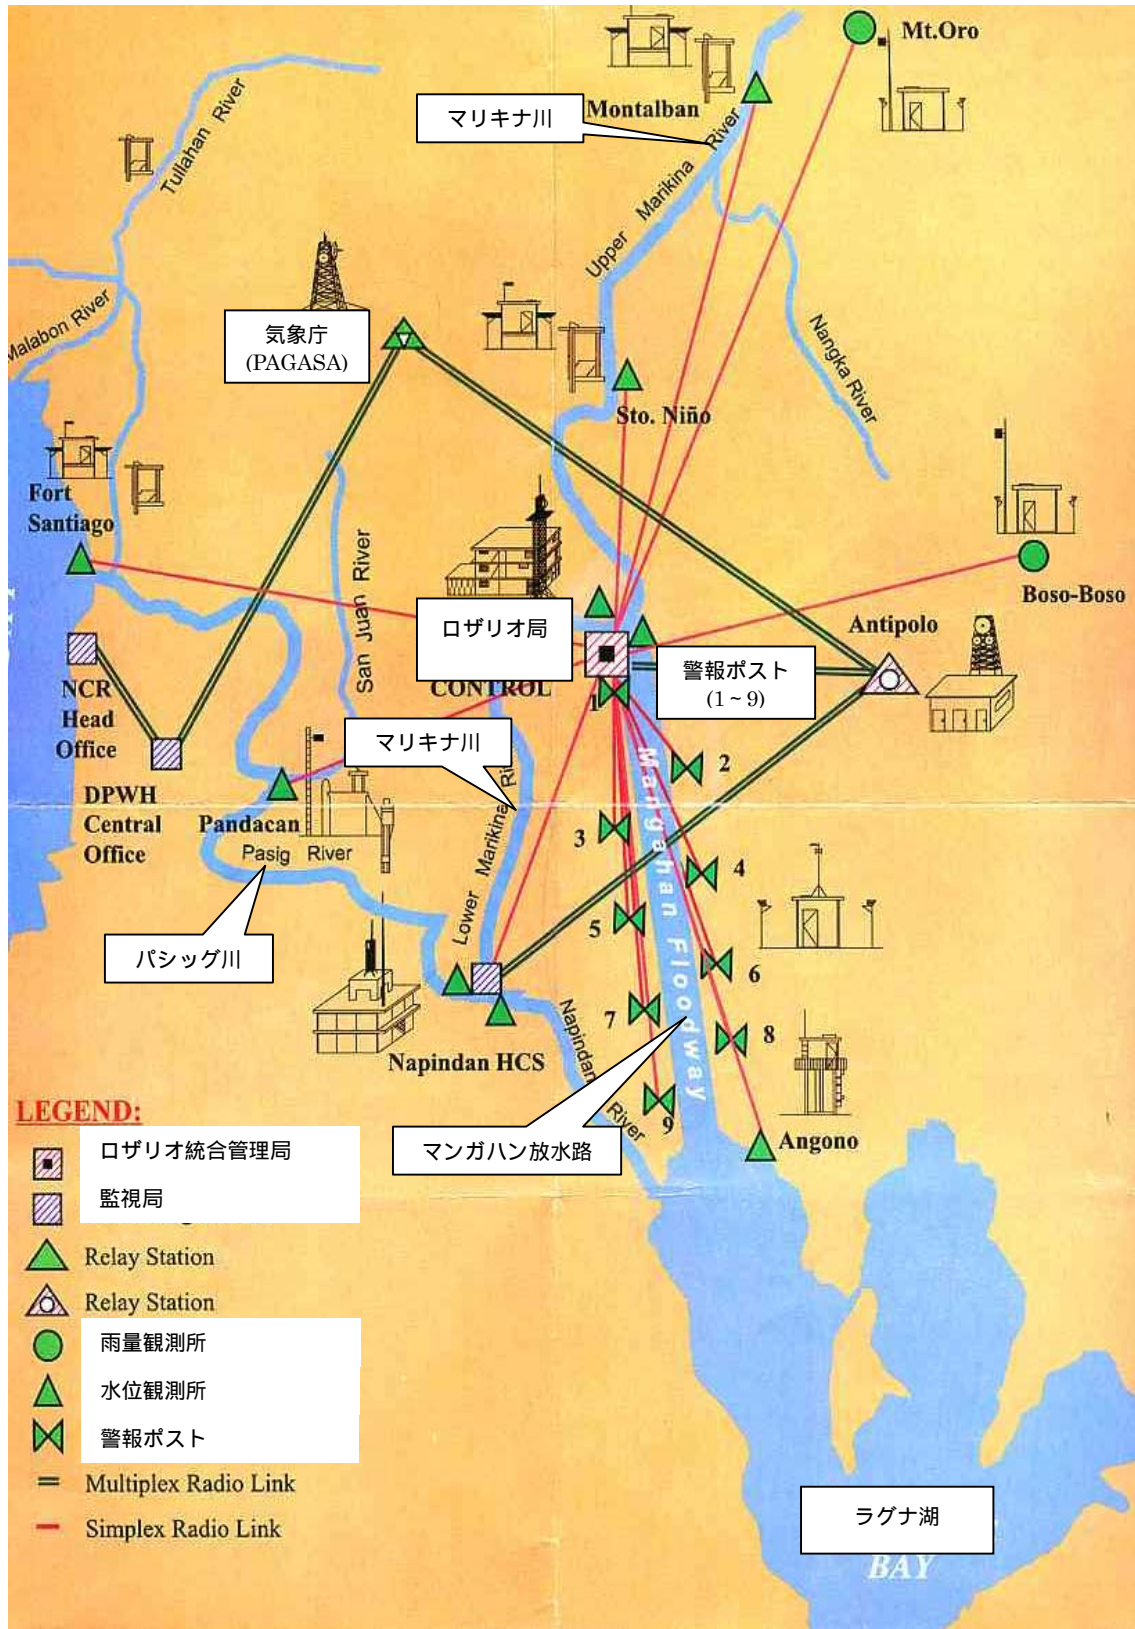 Mt.Oro
Montalban
マリキナ川
Upper Marikina River
Tullahan River
Malabon River
Nangka River
気象庁
(PAGASA)
Sto. Niño
Fort
Santiago
San Juan River
Boso-Boso
Antipolo
ロザリオ局
CONTROL
警報ポスト
(1~9)
NCR
Head
Office
1
2
マリキナ川
DPWH
Central
Office
Pandacan
Pasig River
3
4
Lower Marikina
Manggahan Floodway
5
6
パシッグ川
7
8
Napindan HCS
Napindan River
9
Angono
マンガハン放水路
LEGEND:
ロザリオ統合管理局
監視局
Relay Station
Relay Station
雨量観測所
水位観測所
警報ポスト
Multiplex Radio Link
Simplex Radio Link
ラグナ湖
BAY